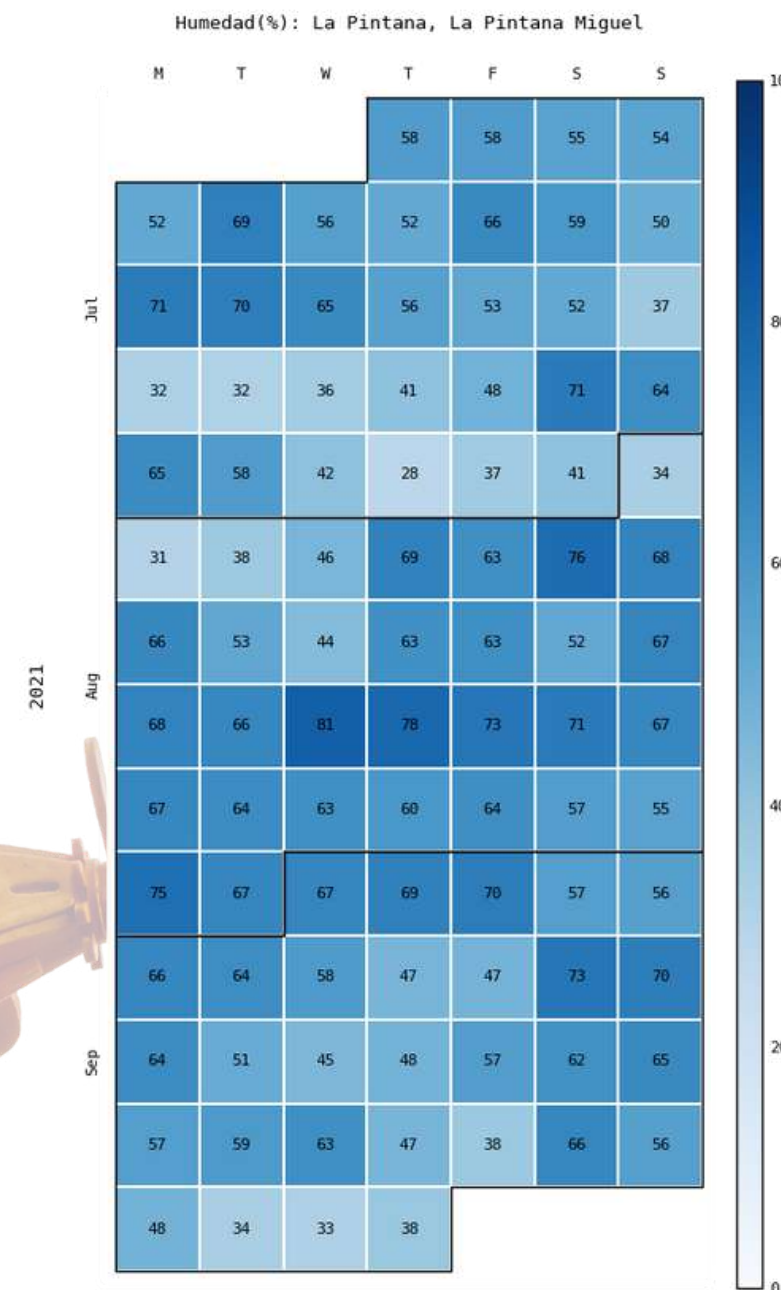 Humedad(%): La Pintana, La Pintana Miguel
M T W T F S S
58 58 55 54
52 69 56 52 66 59 50
Jul
71 70 65 56 53 52 37
32 32 36 41 48 71 64
65 58 42 28 37 41 34
31 38 46 69 63 76 68
66 53 44 63 63 52 67
2021
Aug
68 66 81 78 73 71 67
67 64 63 60 64 57 55
75 67 67 69 70 57 56
66 64 58 47 47 73 70
Sep
64 51 45 48 57 62 65
57 59 63 47 38 66 56
48 34 33 38